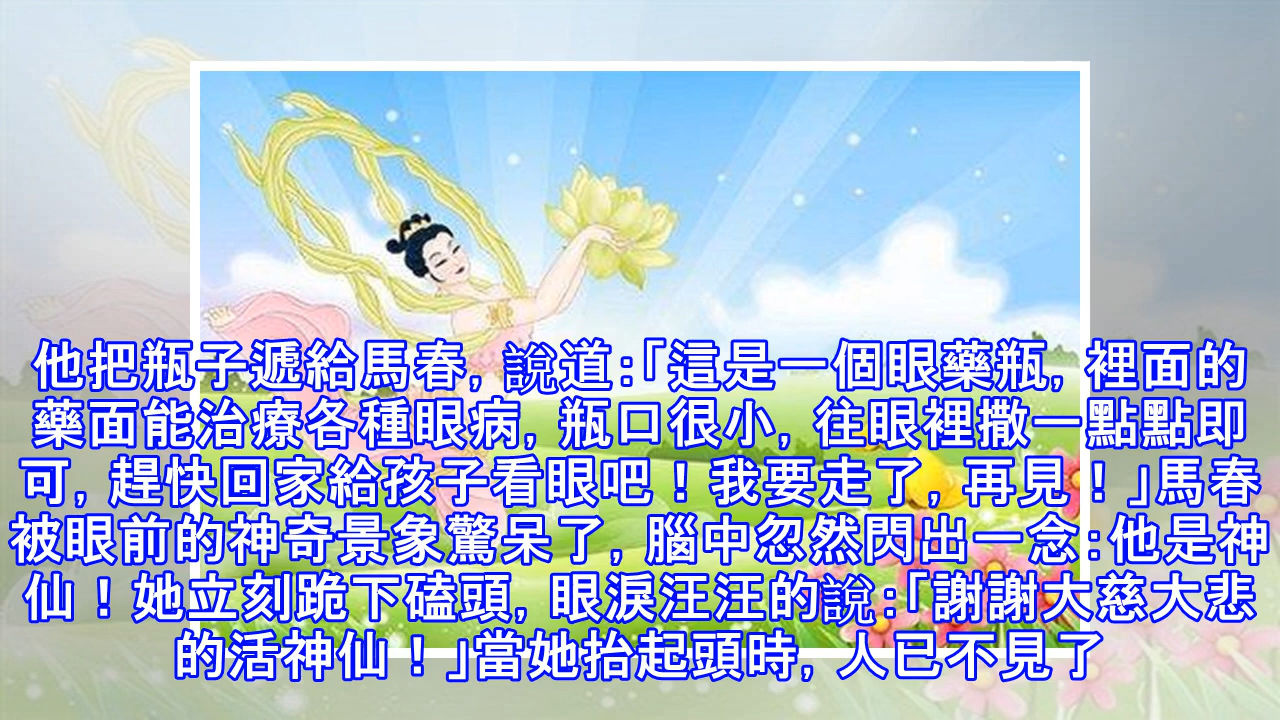 他把瓶子遞給馬春,說道:「這是一個眼藥瓶,裡面的
藥面能治療各種眼病,瓶口很小,往眼裡撒一點點即
可,趕快回家給孩子看眼吧！我要走了,再見！」馬春
被眼前的神奇景象驚呆了,腦中忽然閃出一念:他是神
仙！她立刻跪下磕頭,眼淚汪汪的說:「謝謝大慈大悲
的活神仙！」當她抬起頭時,人已不見了